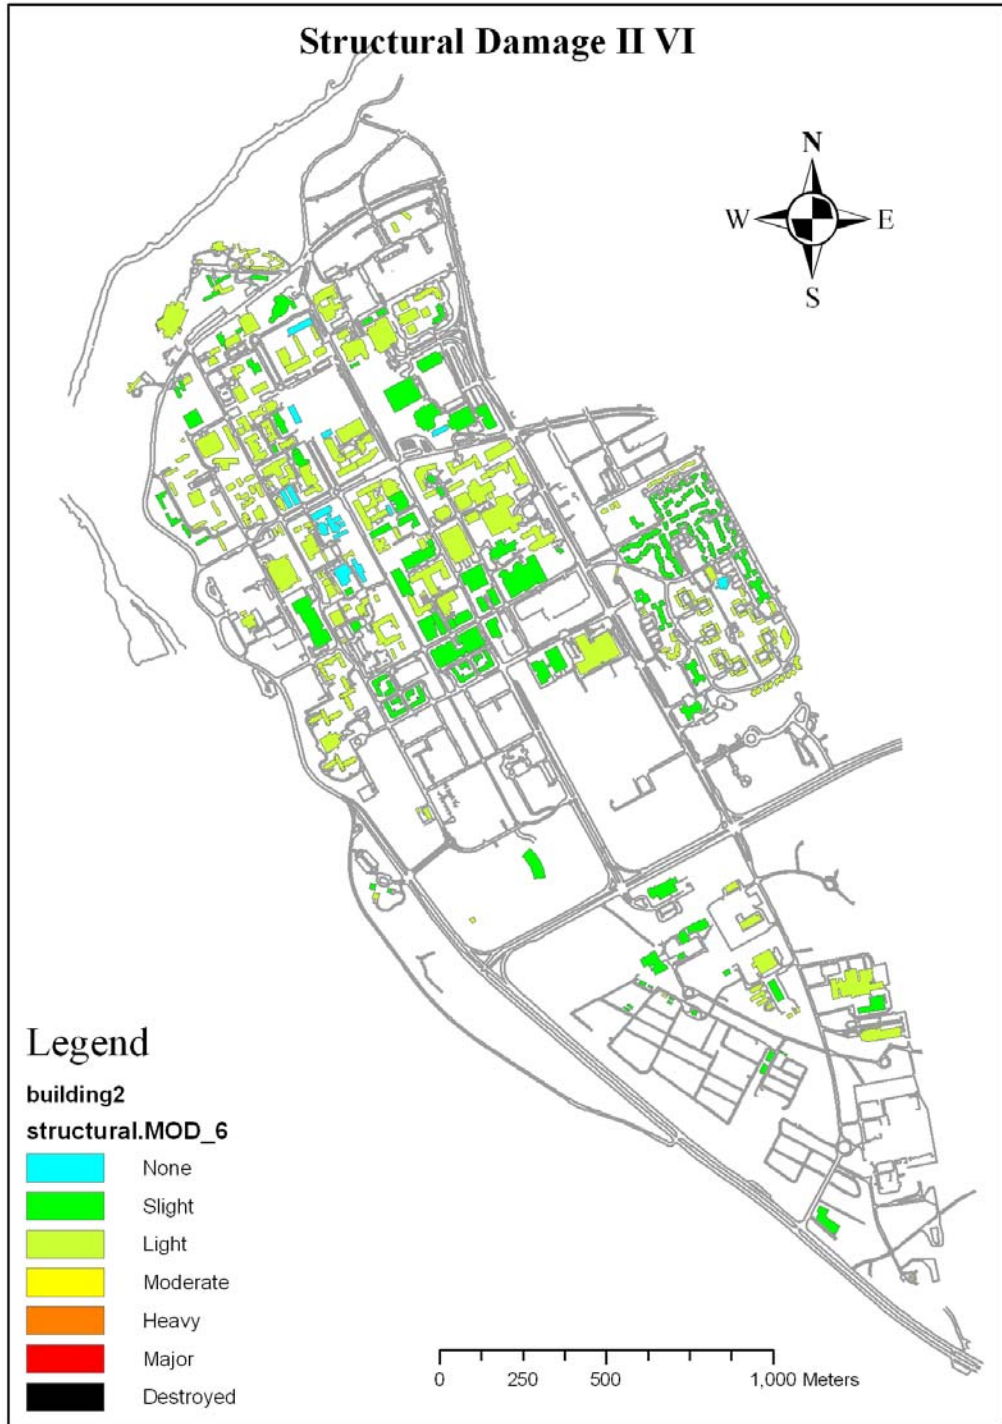 Structural Damage II VI
N
W E
S
Legend
building2
structural.MOD_6
None
Slight
Light
Moderate
Heavy
Major
Destroyed
0 250 500 1,000 Meters